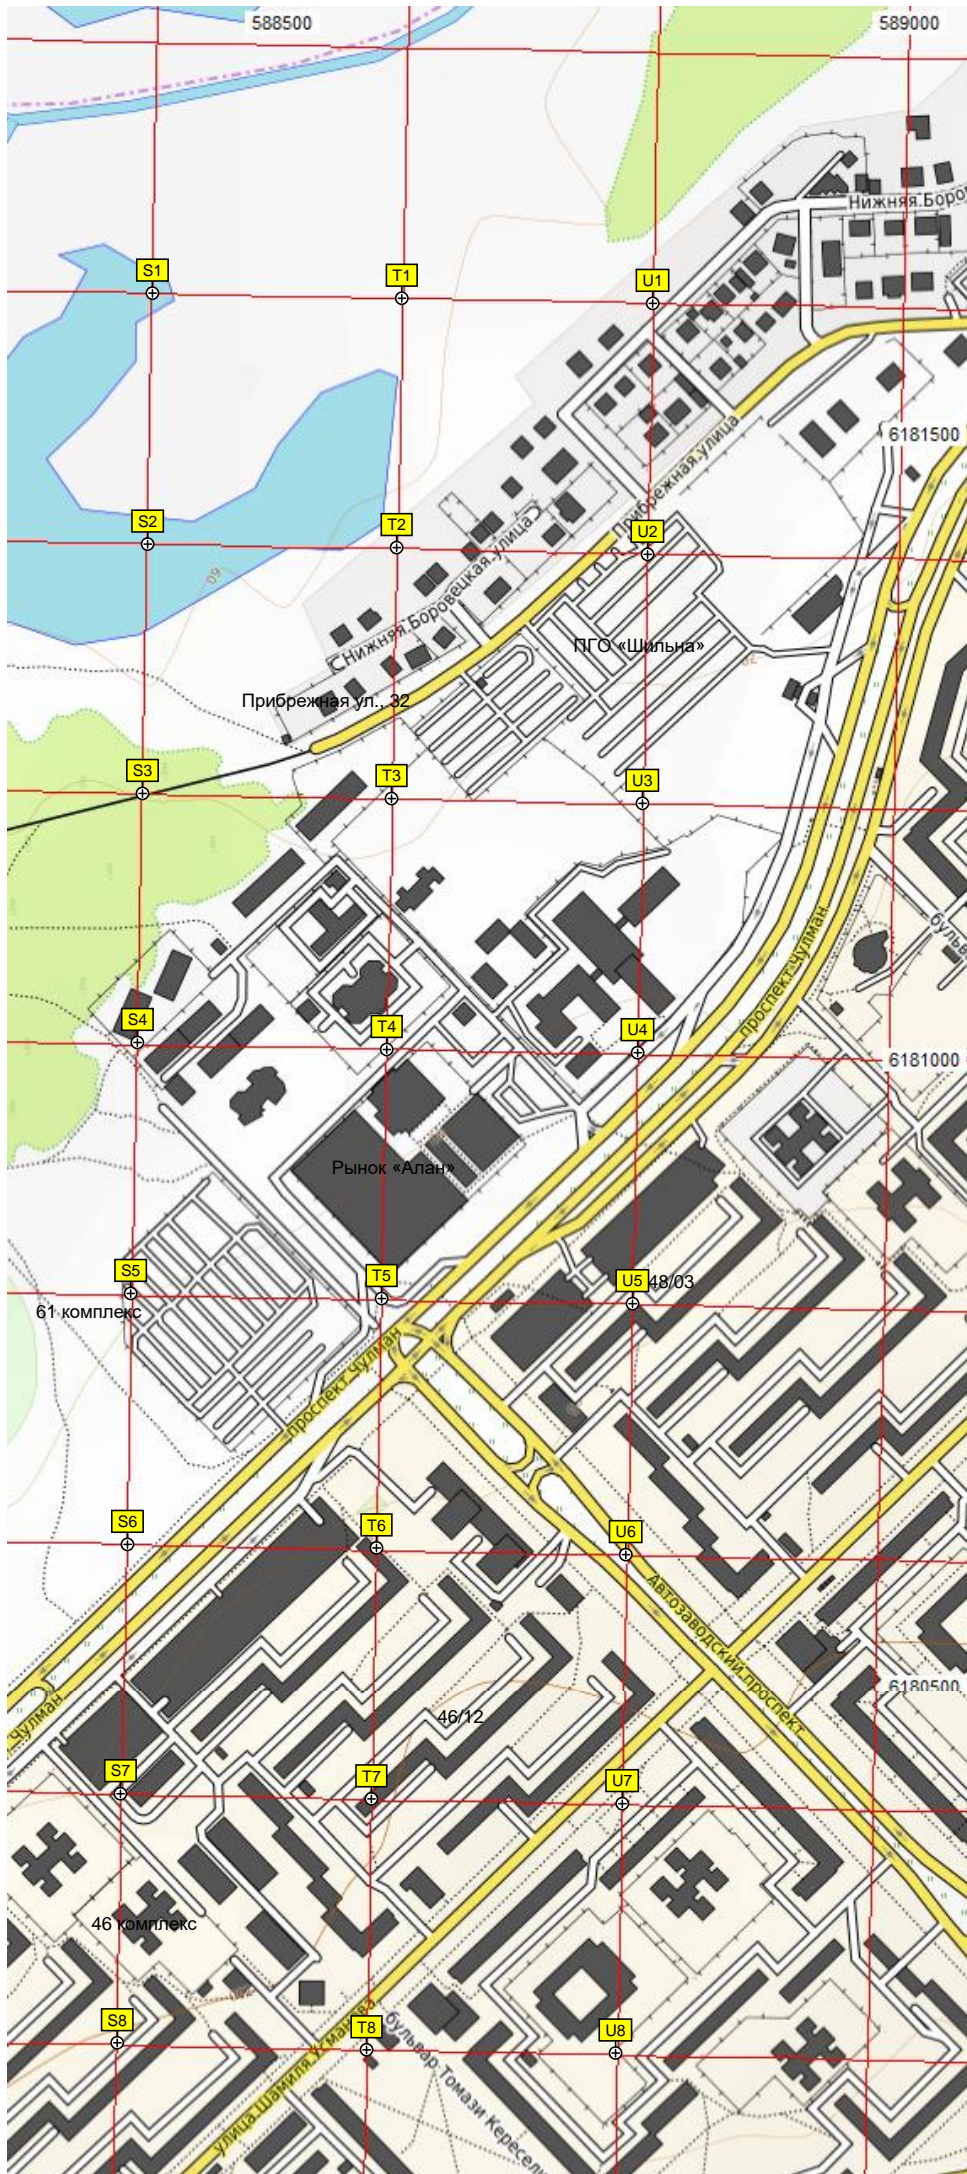 588500
589000
Нижняя.Боро
S1
T1
U1
6181500
Прибрежная.улица
S2
T2
U2
60
Нижняя.Боровецкая.улица
ПГО «Шильна»
Прибрежная ул., 32
S3
T3
U3
бульва
проспект.Чулман
S4
T4
U4
6181000
Рынок «Алан»
S5
T5
U5
48/03
61 комплекс
проспект.Чулман
S6
T6
U6
Автозаводский.проспект
6180500
Чулман
46/12
S7
T7
U7
46 комплекс
S8
T8
U8
улица.Шамиля.Усманова
бульвар.Томази Кересели